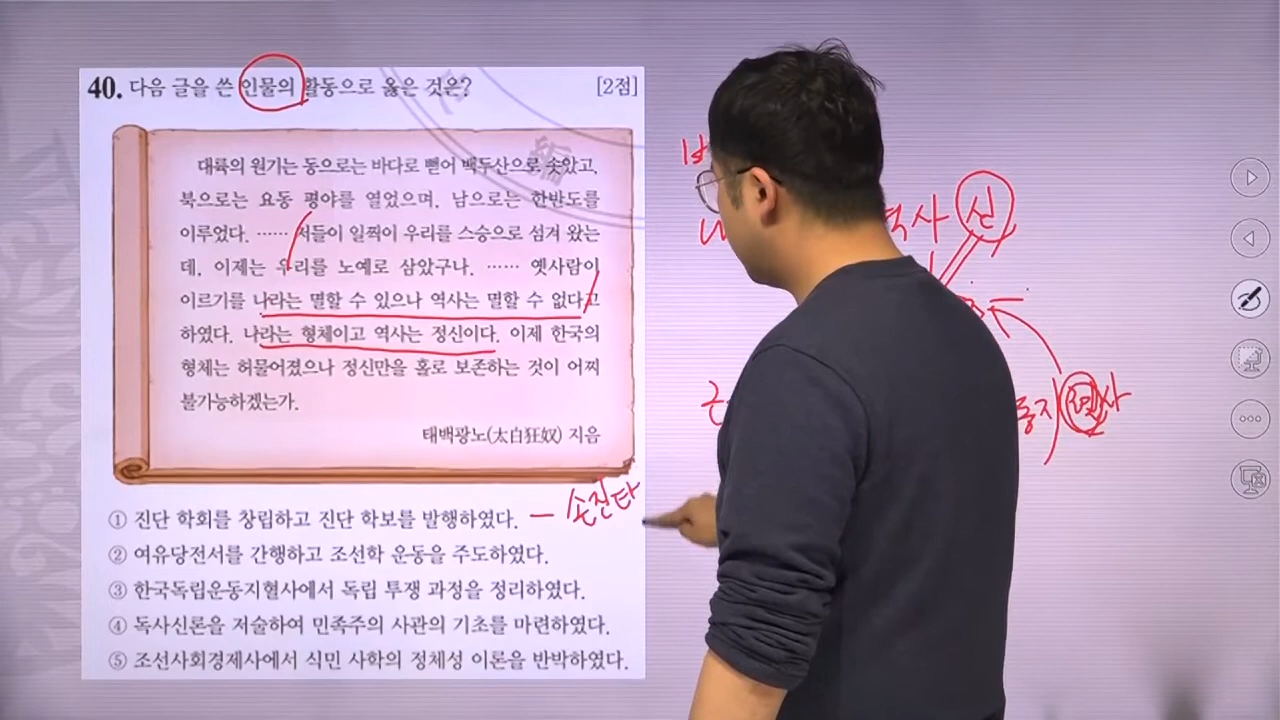 40. 다음 글을 쓴 인물의 활동으로 옳은 것은? [2점]
대륙의 원기는 동으로는 바다로 뻗어 백두산으로 솟았고,
북으로는 요동 평야를 열었으며, 남으로는 한반도를
이루었다. …… 저들이 일찍이 우리를 스승으로 섬겨 왔는
데, 이제는 우리를 노예로 삼았구나. …… 옛사람이
이르기를 나라는 멸할 수 있으나 역사는 멸할 수 없다고
하였다. 나라는 형체이고 역사는 정신이다. 이제 한국의
형체는 허물어졌으나 정신만을 홀로 보존하는 것이 어찌
불가능하겠는가.
태백광노(太白狂奴) 지음
① 진단 학회를 창립하고 진단 학보를 발행하였다. - 손진태
② 여유당전서를 간행하고 조선학 운동을 주도하였다.
③ 한국독립운동지혈사에서 독립 투쟁 과정을 정리하였다.
④ 독사신론을 저술하여 민족주의 사관의 기초를 마련하였다.
⑤ 조선사회경제사에서 식민 사학의 정체성 이론을 반박하였다.
역사 신
동지 혈사